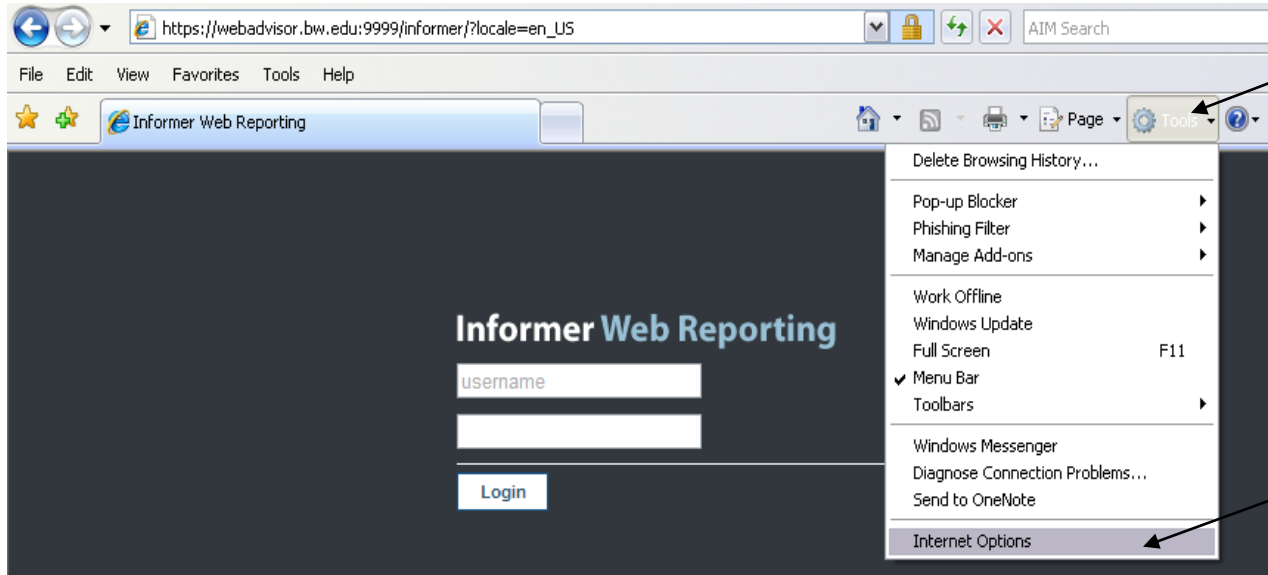 https://webadvisor.bw.edu:9999/informer/?locale=en_US
AIM Search
File Edit View Favorites Tools Help
Informer Web Reporting
Page Tools
Delete Browsing History...
Pop-up Blocker
Phishing Filter
Manage Add-ons
Work Offline
Windows Update
Full Screen F11
Menu Bar
Toolbars
Windows Messenger
Diagnose Connection Problems...
Send to OneNote
Internet Options
Informer Web Reporting
username
Login